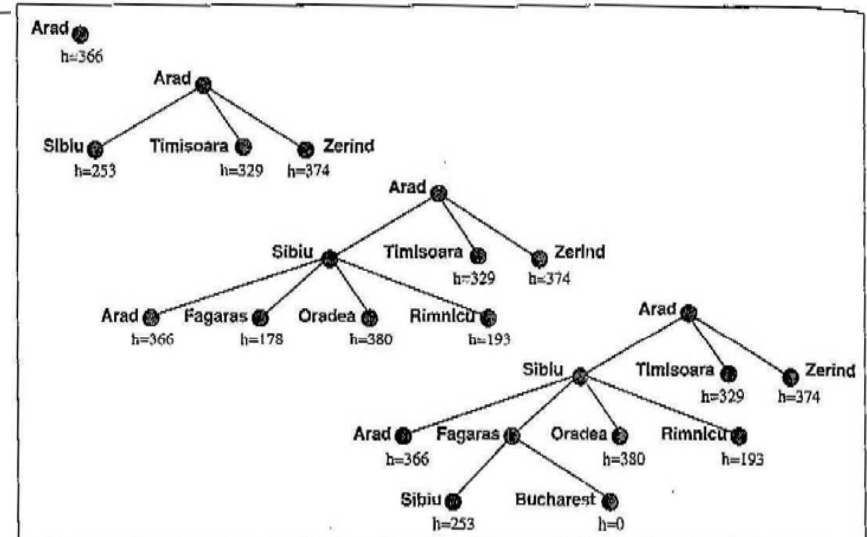 Arad
h=366
Arad
Sibiu Timisoara Zerind
h=253 h=329 h=374
Arad
Sibiu Timisoara Zerind
h=329 h=374
Arad Fagaras Oradea Rimnicu
h=366 h=178 h=380 h=193
Arad
Sibiu Timisoara Zerind
h=329 h=374
Arad Fagaras Oradea Rimnicu
h=366 h=380 h=193
Sibiu Bucharest
h=253 h=0